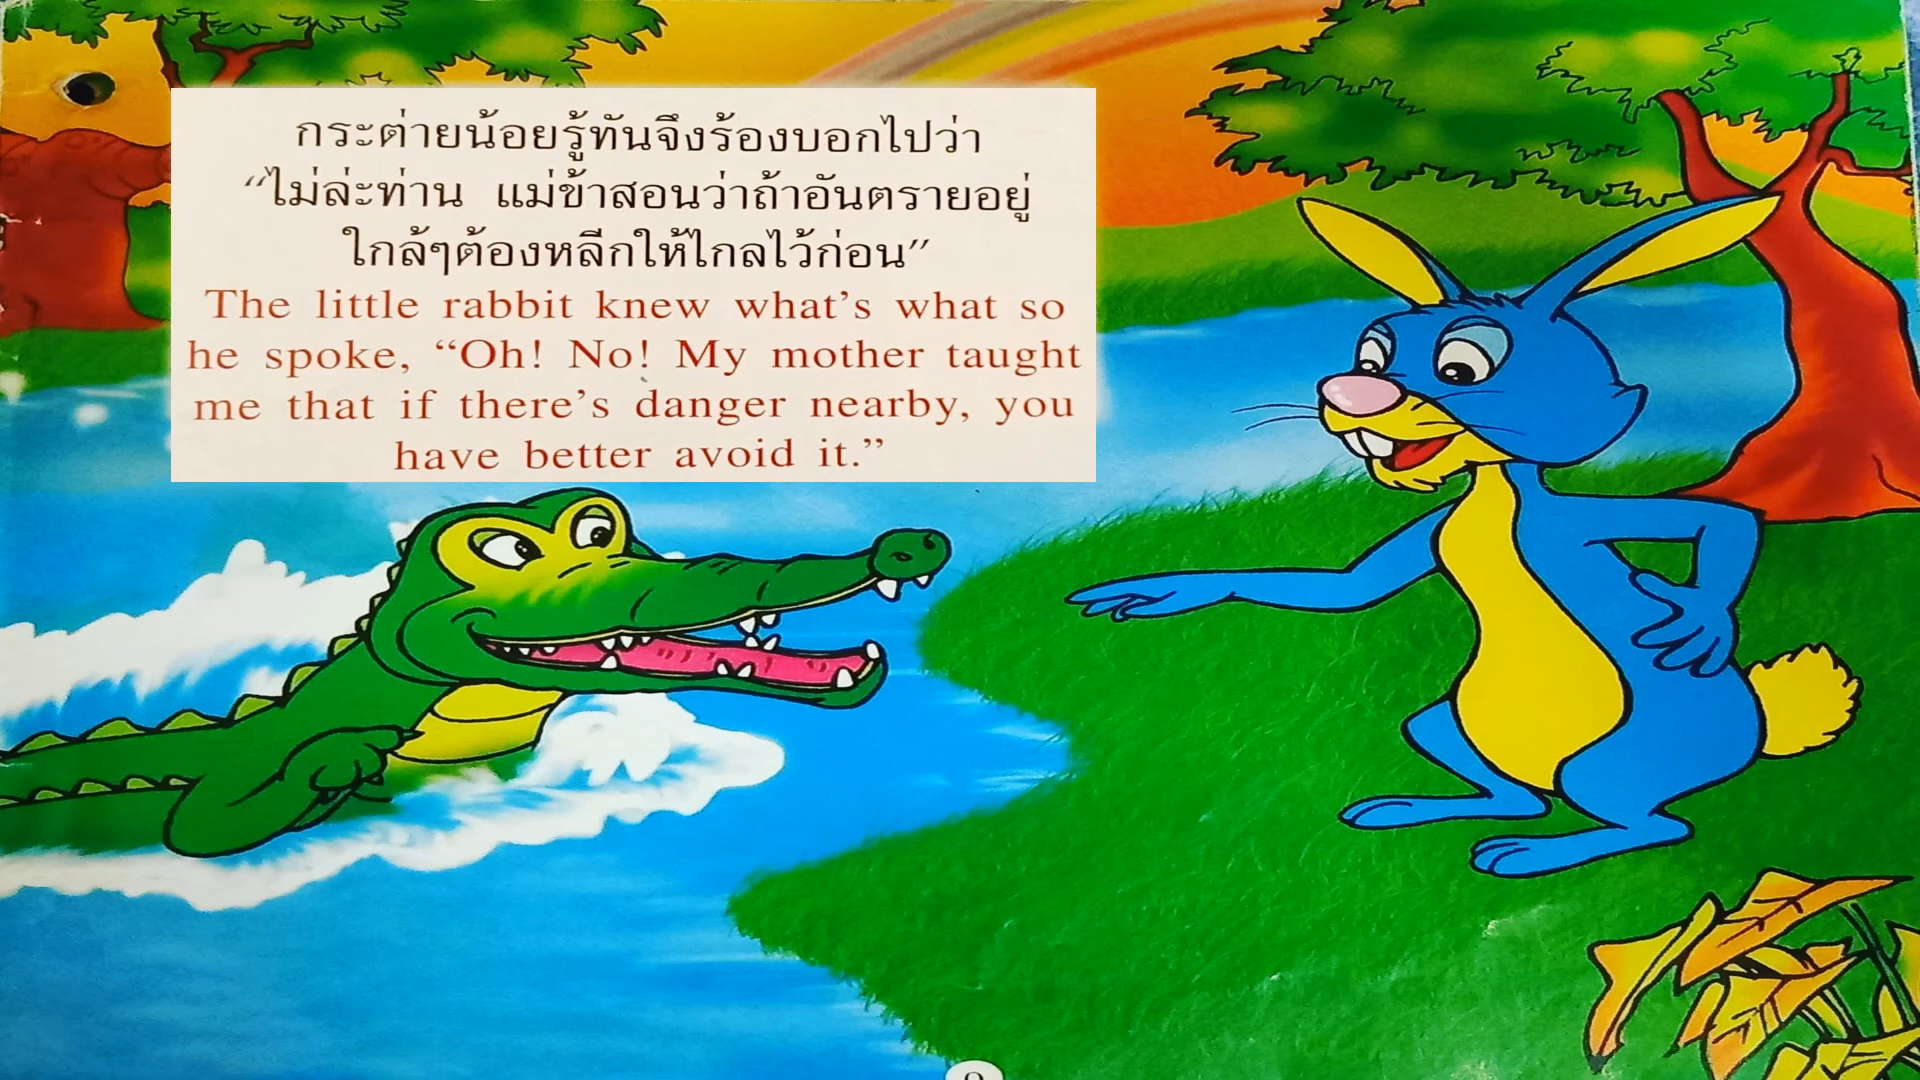 กระต่ายน้อยรู้ทันจึงร้องบอกไปว่า
“ไม่ล่ะท่าน แม่ข้าสอนว่าถ้าอันตรายอยู่
ใกล้ๆต้องหลีกให้ไกลไว้ก่อน”
The little rabbit knew what’s what so
he spoke, “Oh! No! My mother taught
me that if there’s danger nearby, you
have better avoid it.”